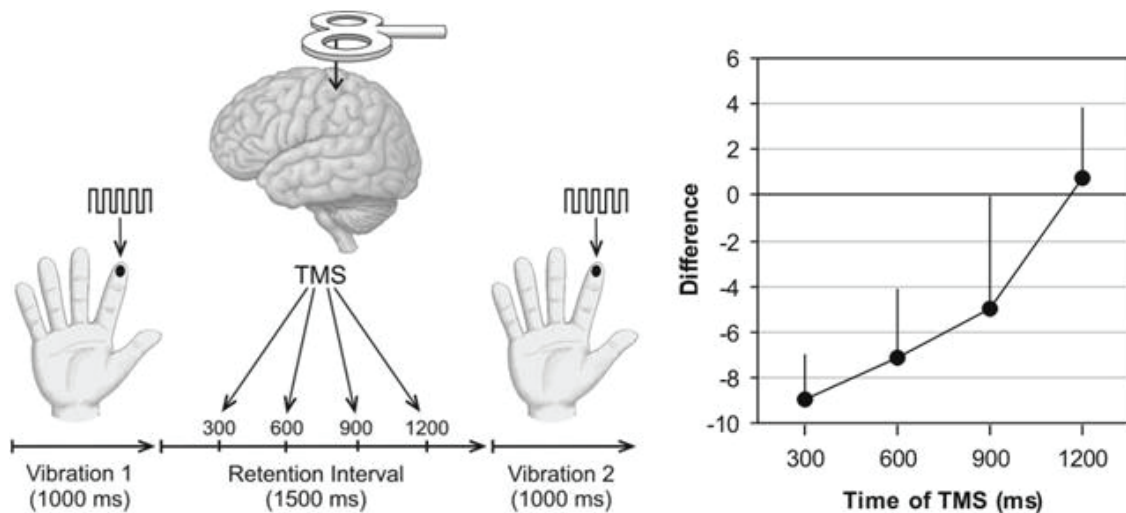 TMS
300 600 900 1200
Vibration 1
(1000 ms)
Retention Interval
(1500 ms)
Vibration 2
(1000 ms)
Difference
6
4
2
0
-2
-4
-6
-8
-10
300 600 900 1200
Time of TMS (ms)